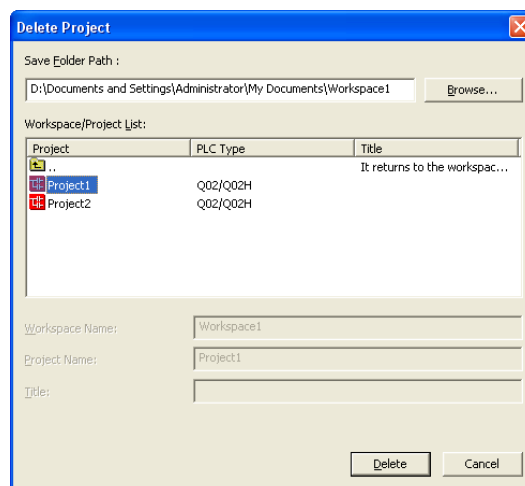 Delete Project
Save Folder Path :
D:\Documents and Settings\Administrator\My Documents\Workspace1 Browse...
Workspace/Project List:
Project PLC Type Title
.. It returns to the workspac...
Project1 Q02/Q02H
Project2 Q02/Q02H
Workspace Name: Workspace1
Project Name: Project1
Title:
Delete Cancel